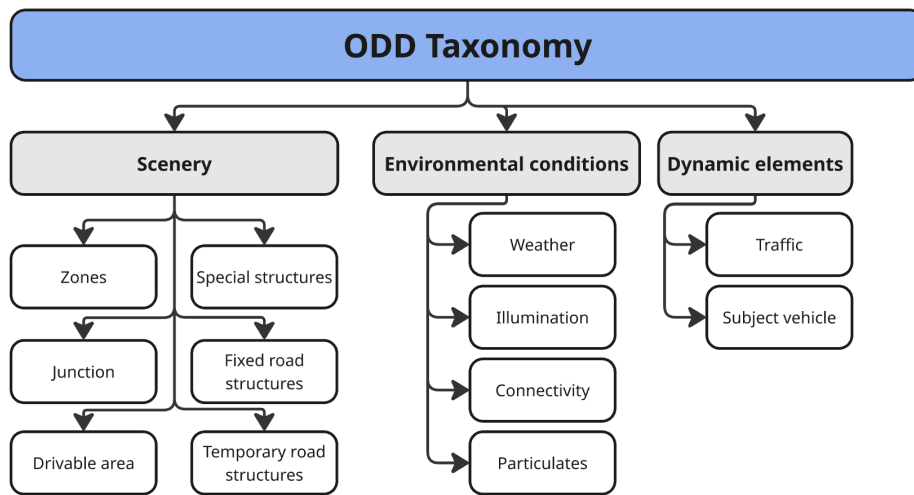 ODD Taxonomy
Scenery
Environmental conditions
Dynamic elements
Zones
Special structures
Junction
Fixed road
structures
Drivable area
Temporary road
structures
Weather
Illumination
Connectivity
Particulates
Traffic
Subject vehicle